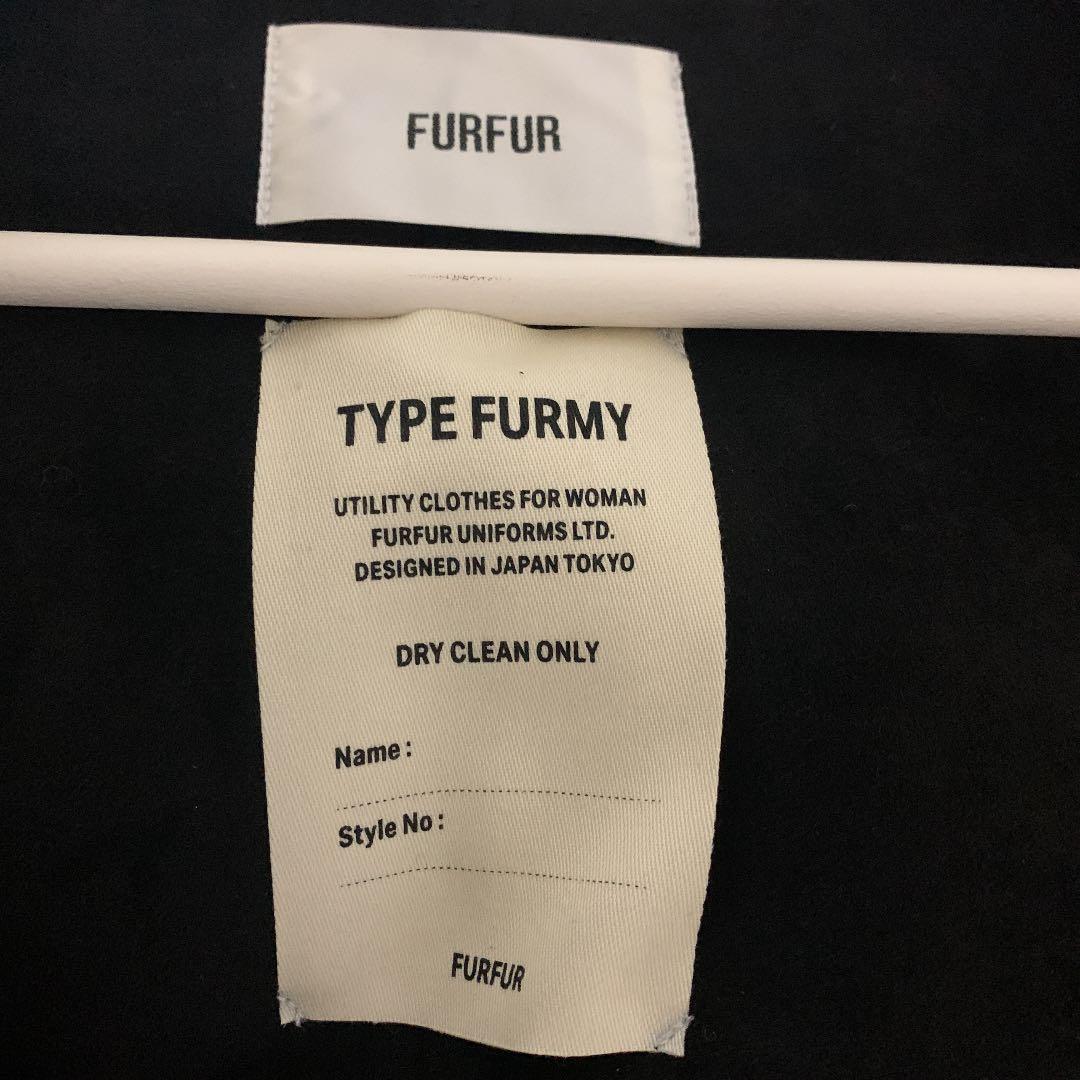 FURFUR
TYPE FURMY
UTILITY CLOTHES FOR WOMAN
FURFUR UNIFORMS LTD.
DESIGNED IN JAPAN TOKYO
DRY CLEAN ONLY
Name :
Style No :
FURFUR